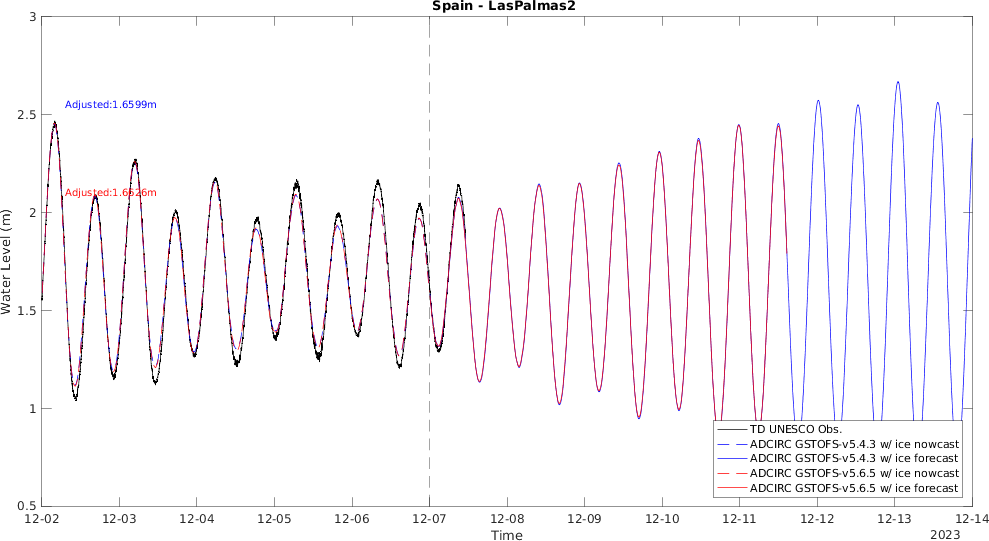 Spain - LasPalmas2
3
2.5
2
1.5
1
0.5
Water Level (m)
Adjusted:1.6599m
Adjusted:1.6526m
TD UNESCO Obs.
ADCIRC GSTOFS-v5.4.3 w/ ice nowcast
ADCIRC GSTOFS-v5.4.3 w/ ice forecast
ADCIRC GSTOFS-v5.6.5 w/ ice nowcast
ADCIRC GSTOFS-v5.6.5 w/ ice forecast
12-02 12-03 12-04 12-05 12-06 12-07 12-08 12-09 12-10 12-11 12-12 12-13 12-14
Time
2023